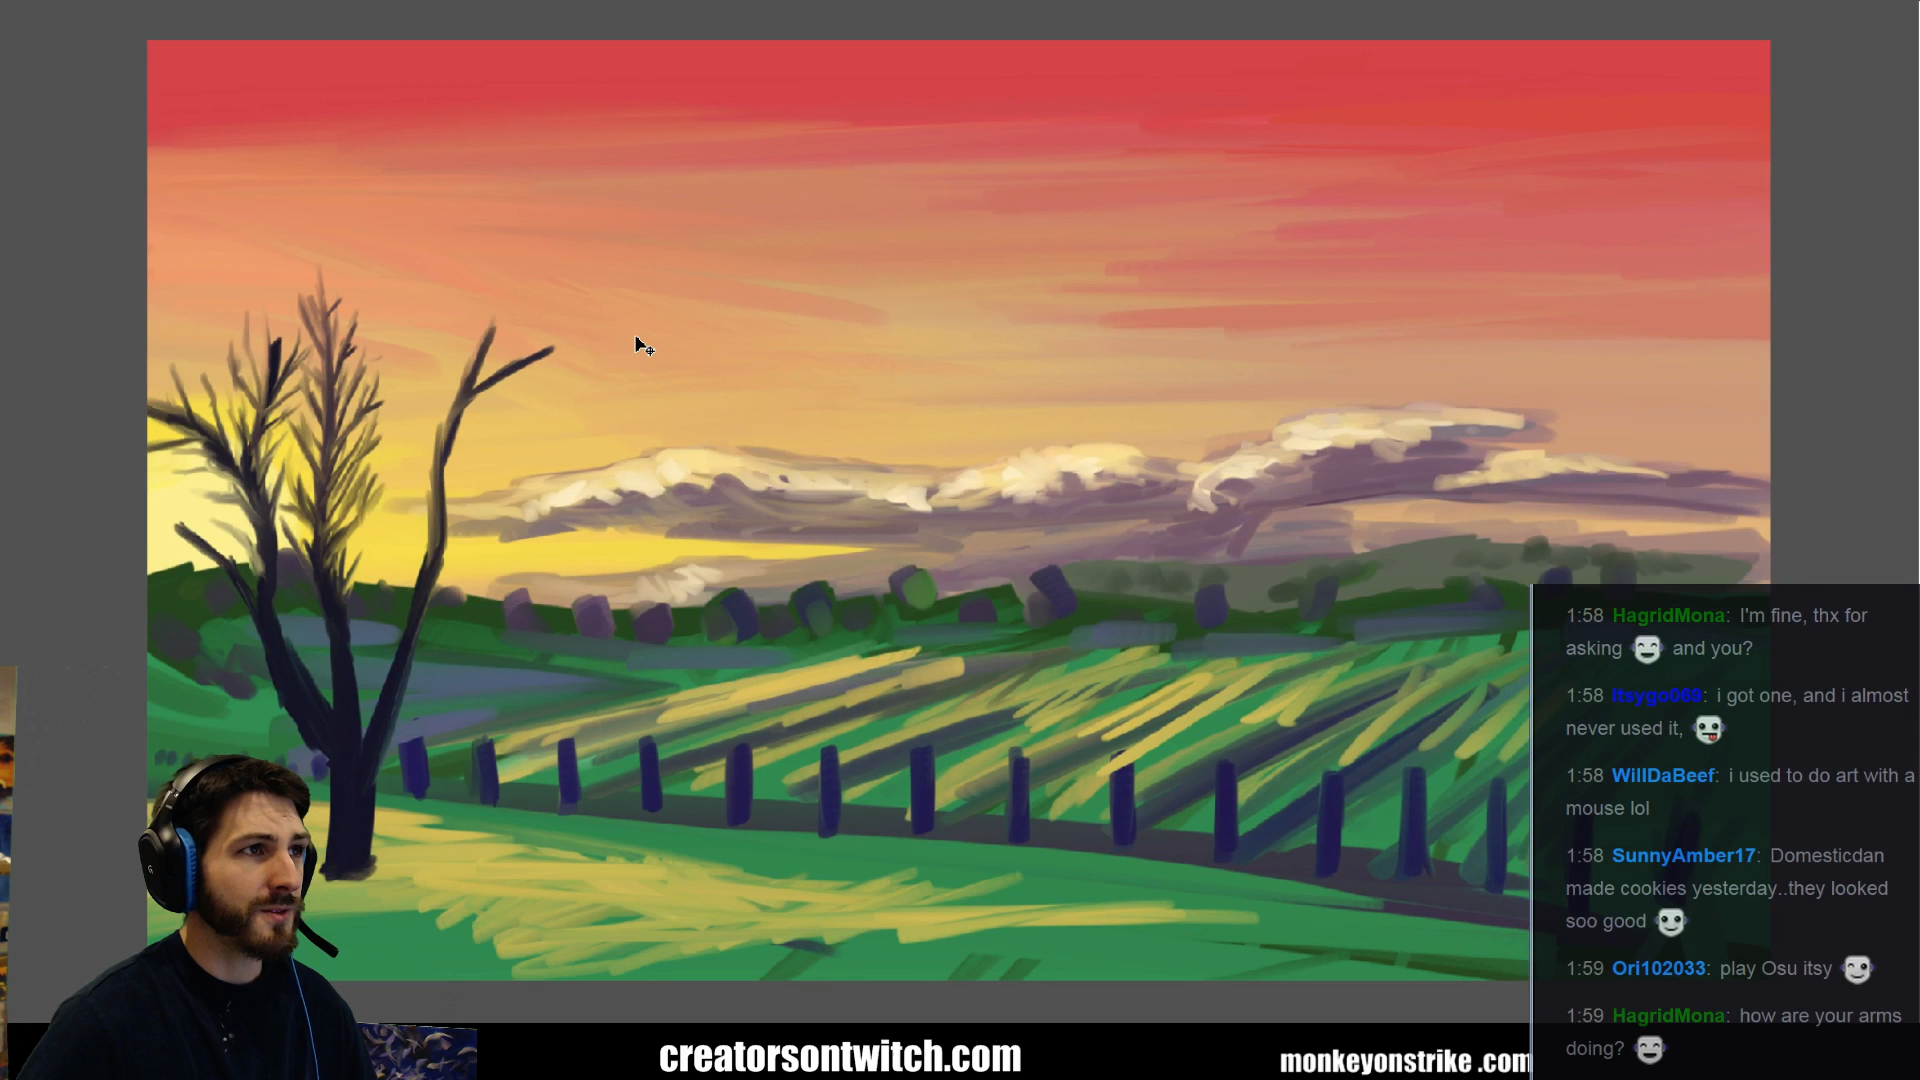 1:58 HagridMona: I'm fine, thx for
asking and you?
1:58 Itsygo069: i got one, and i almost
never used it,
1:58 WillDaBeef: i used to do art with a
mouse lol
1:58 SunnyAmber17: Domesticdan
made cookies yesterday..they looked
soo good
1:59 Ori102033: play Osu itsy
1:59 HagridMona: how are your arms
doing?
creatorsontwitch.com
monkeyonstrike .com